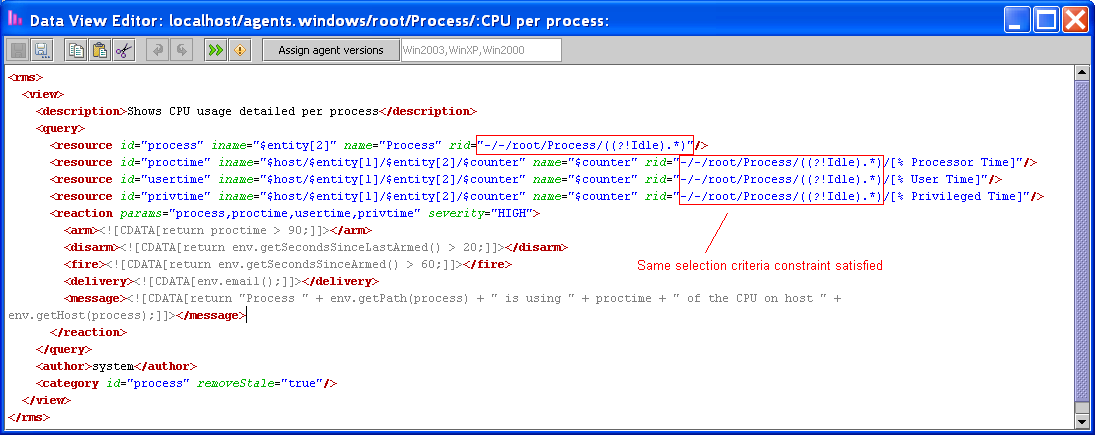 Data View Editor: localhost/agents.windows/root/Process/:CPU per process:
Assign agent versions Win2003,WinXP,Win2000
<rms>
<view>
<description>Shows CPU usage detailed per process</description>
<query>
<resource id="process" iname="$entity[2]" name="Process" rid="-/-/root/Process/((?!Idle).*)"/>
<resource id="proctime" iname="$host/$entity[1]/$entity[2]/$counter" name="$counter" rid="-/-/root/Process/((?!Idle).*)/[% Processor Time]"/>
<resource id="usertime" iname="$host/$entity[1]/$entity[2]/$counter" name="$counter" rid="-/-/root/Process/((?!Idle).*)/[% User Time]"/>
<resource id="privtime" iname="$host/$entity[1]/$entity[2]/$counter" name="$counter" rid="-/-/root/Process/((?!Idle).*)/[% Privileged Time]"/>
<reaction params="process,proctime,usertime,privtime" severity="HIGH">
<arm><![CDATA[return proctime > 90;]]></arm>
<disarm><![CDATA[return env.getSecondsSinceLastArmed() > 20;]]></disarm>
<fire><![CDATA[return env.getSecondsSinceArmed() > 60;]]></fire>
Same selection criteria constraint satisfied
<delivery><![CDATA[env.email();]]></delivery>
<message><![CDATA[return "Process " + env.getPath(process) + " is using " + proctime + " of the CPU on host " +
env.getHost(process);]]></message>
</reaction>
</query>
<author>system</author>
<category id="process" removeStale="true"/>
</view>
</rms>